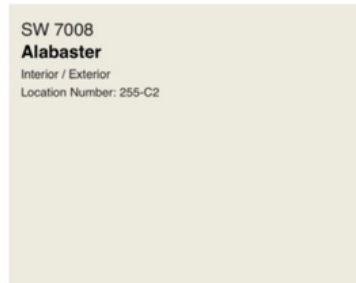 SW 7008
Alabaster
Interior / Exterior
Location Number: 255-C2